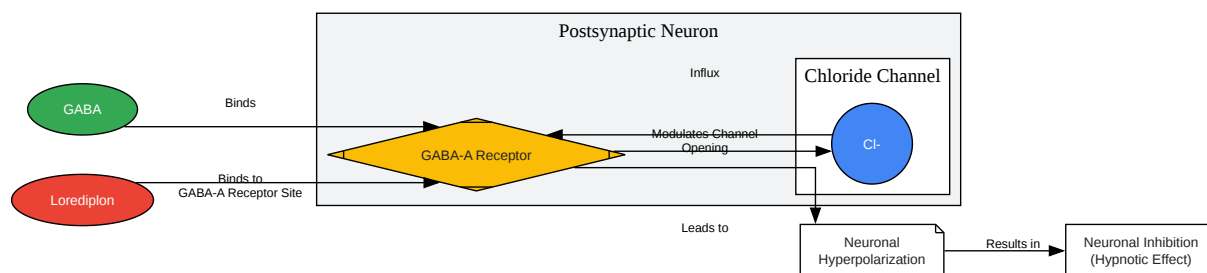 Postsynaptic Neuron
Influx
Chloride Channel
GABA
Binds
Cl-
Modulates Channel
Opening
GABA-A Receptor
Lorediplon
Binds to
GABA-A Receptor Site
Leads to
Neuronal
Hyperpolarization
Results in
Neuronal Inhibition
(Hypnotic Effect)